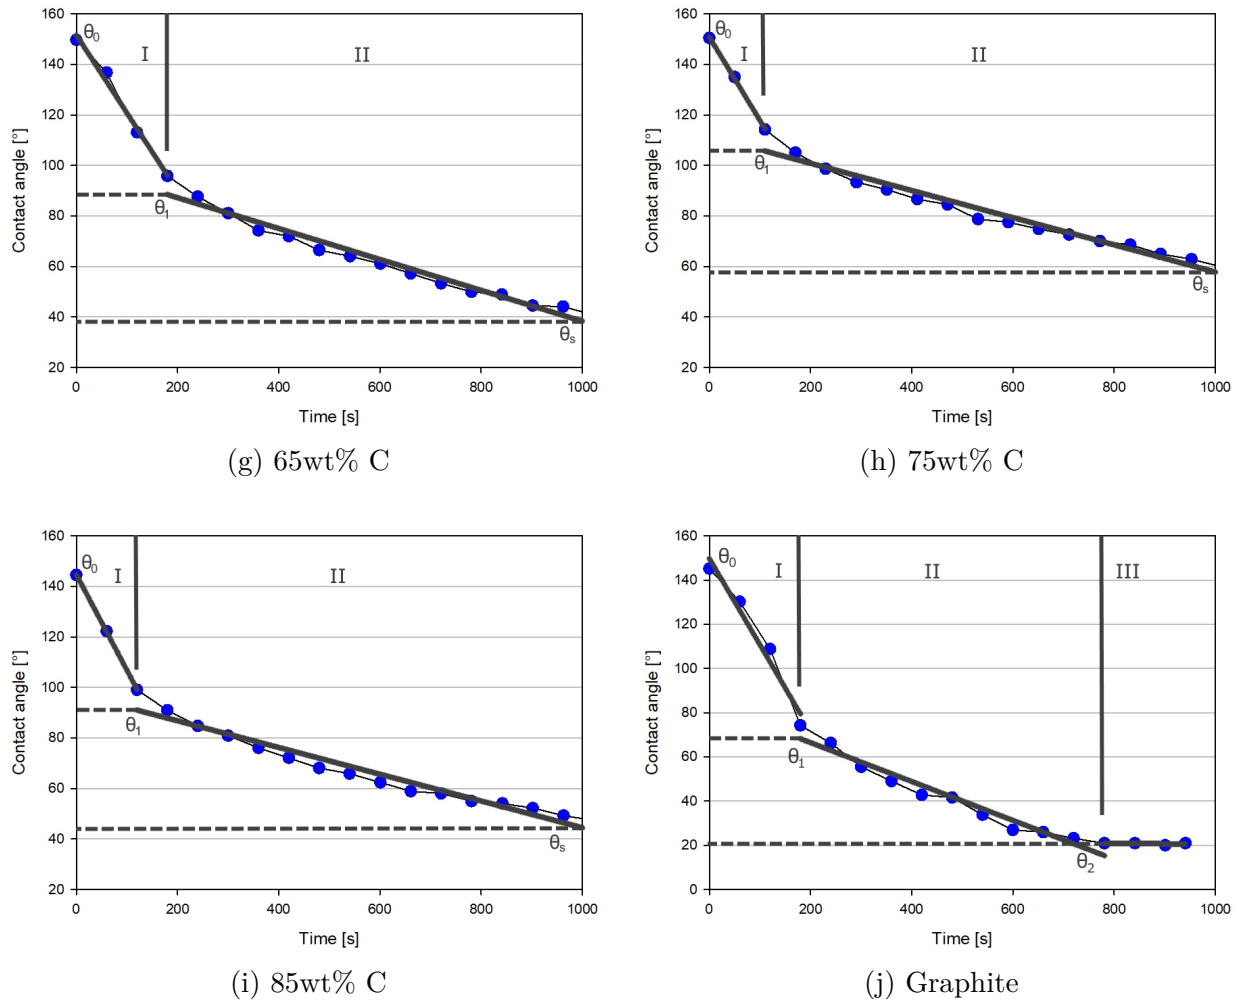 160
140
120
100
80
60
40
20
Contact angle [°]
θ0
I
II
θ1
θs
0 200 400 600 800 1000
Time [s]
(g) 65wt% C
160
140
120
100
80
60
40
20
Contact angle [°]
θ0
I
II
θ1
θs
0 200 400 600 800 1000
Time [s]
(h) 75wt% C
160
140
120
100
80
60
40
20
Contact angle [°]
θ0
I
II
θ1
θs
0 200 400 600 800 1000
Time [s]
(i) 85wt% C
160
140
120
100
80
60
40
20
0
Contact angle [°]
θ0
I
II
III
θ1
θ2
0 200 400 600 800 1000
Time [s]
(j) Graphite